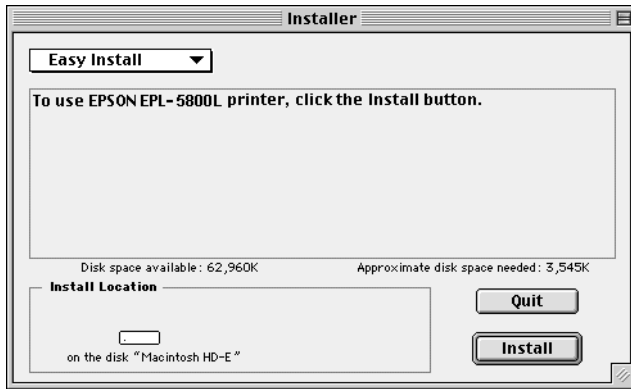 Installer
Easy Install
To use EPSON EPL-5800L printer, click the Install button.
Disk space available: 62,960K
Approximate disk space needed: 3,545K
Install Location
on the disk "Macintosh HD-E"
Quit
Install